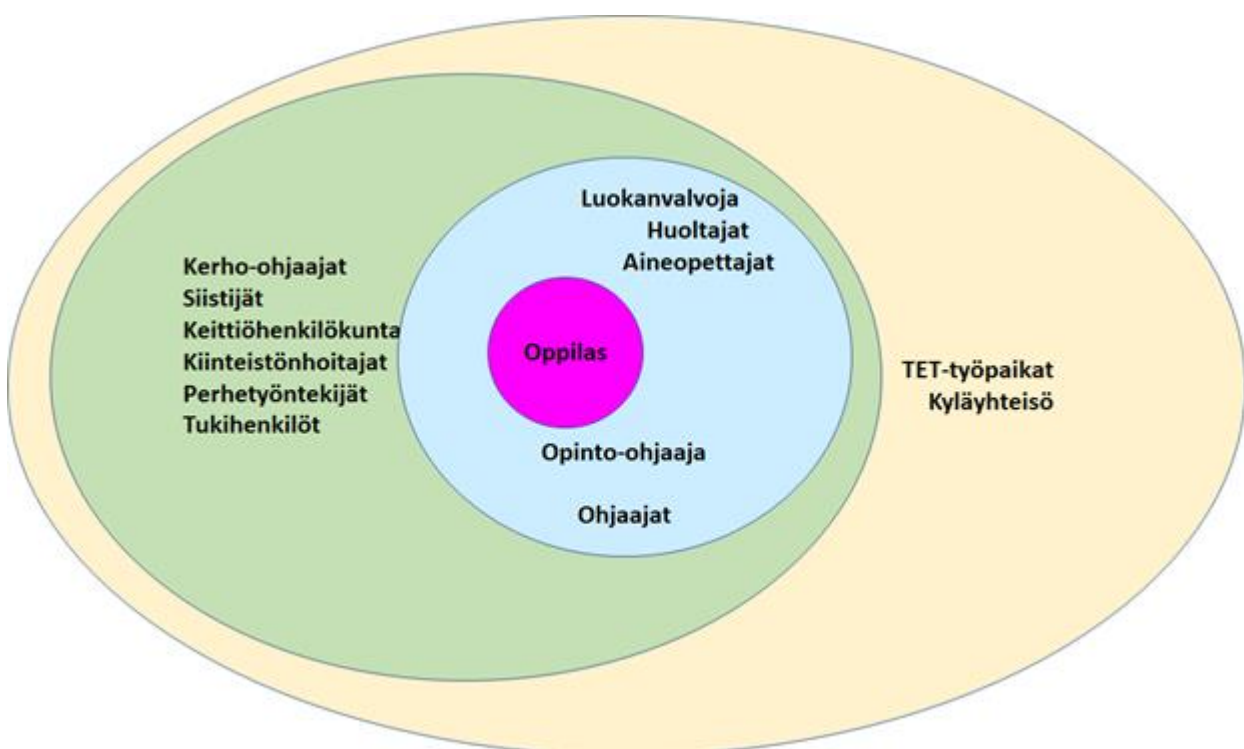 Luokanvalvoja
Huoltajat
Aineopettajat
Kerho-ohjaajat
Siistijät
Keittiöhenkilökunta
Kiinteistönhoitajat
Perhetyöntekijät
Tukihenkilöt
Oppilas
TET-työpaikat
Kyläyhteisö
Opinto-ohjaaja
Ohjaajat